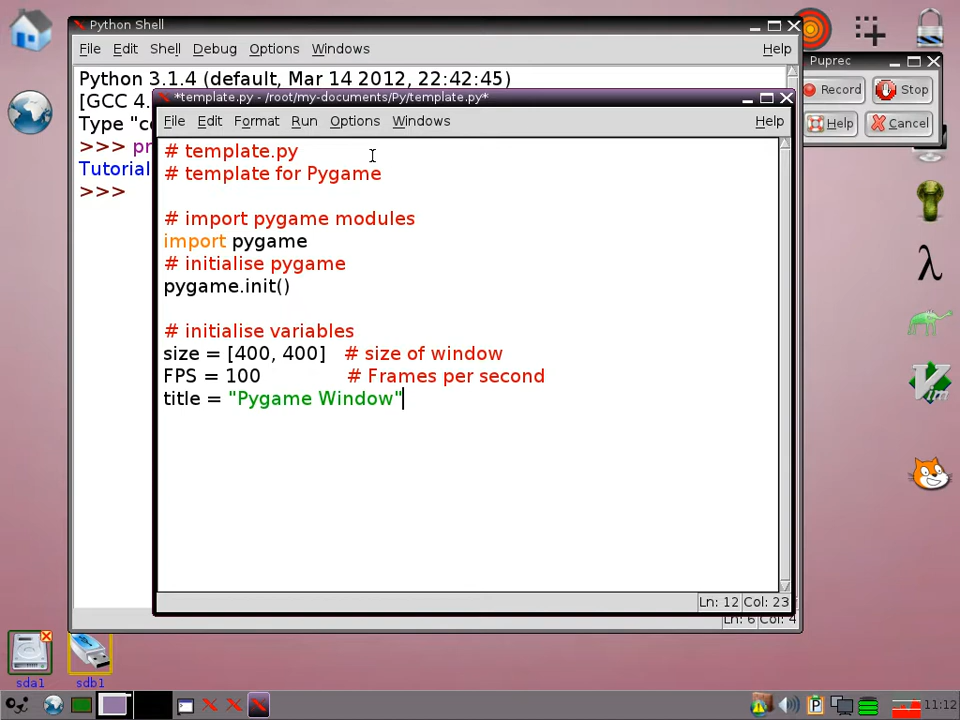 Python Shell
File Edit Shell Debug Options Windows Help
Python 3.1.4 (default, Mar 14 2012, 22:42:45)
[GCC 4.
Type "c
>>> pr
Tutorial
>>>
*template.py - /root/my-documents/Py/template.py*
File Edit Format Run Options Windows Help
# template.py
# template for Pygame
# import pygame modules
import pygame
# initialise pygame
pygame.init()
# initialise variables
size = [400, 400] # size of window
FPS = 100 # Frames per second
title = "Pygame Window"
Ln: 12 Col: 23
Ln: 6 Col: 4
Puprec
Record Stop
Help Cancel
λ
Vim
sda1 sdb1
11:12